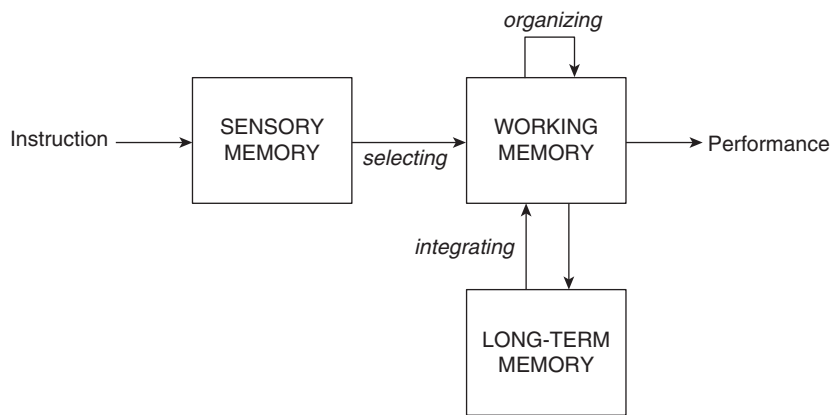 organizing
Instruction
SENSORY
MEMORY
selecting
WORKING
MEMORY
Performance
integrating
LONG-TERM
MEMORY